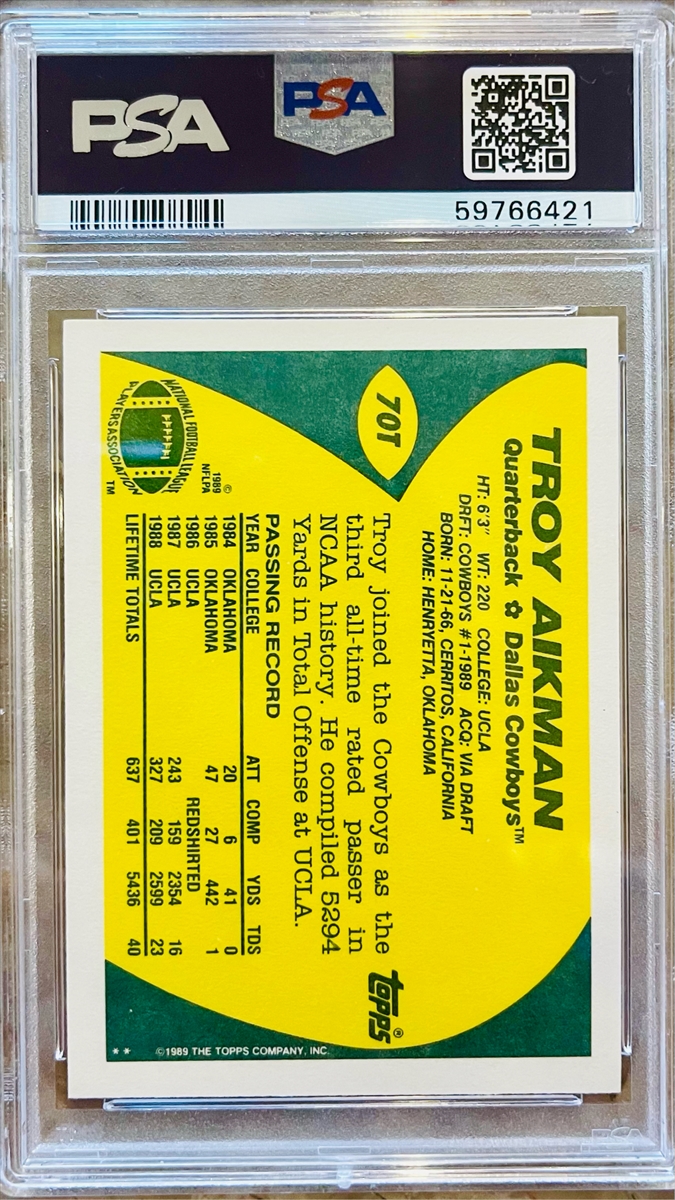 PSA
PSA
59766421
70T
TROY AIKMAN
Quarterback ✩ Dallas Cowboys™
HT: 6'3" WT: 220 COLLEGE: UCLA
DRFT: COWBOYS #1-1989 ACQ: VIA DRAFT
BORN: 11-21-66, CERRITOS, CALIFORNIA
HOME: HENRYETTA, OKLAHOMA
Troy joined the Cowboys as the
third all-time rated passer in
NCAA history. He compiled 5294
Yards in Total Offense at UCLA.
topps®
NATIONAL FOOTBALL LEAGUE
PLAYERS ASSOCIATION
TM
©
1989
NFLPA
PASSING RECORD
YEAR COLLEGE ATT COMP YDS TDS
1984 OKLAHOMA 20 6 41 0
1985 OKLAHOMA 47 27 442 1
1986 UCLA REDSHIRTED
1987 UCLA 243 159 2354 16
1988 UCLA 327 209 2599 23
LIFETIME TOTALS 637 401 5436 40
** ©1989 THE TOPPS COMPANY, INC.